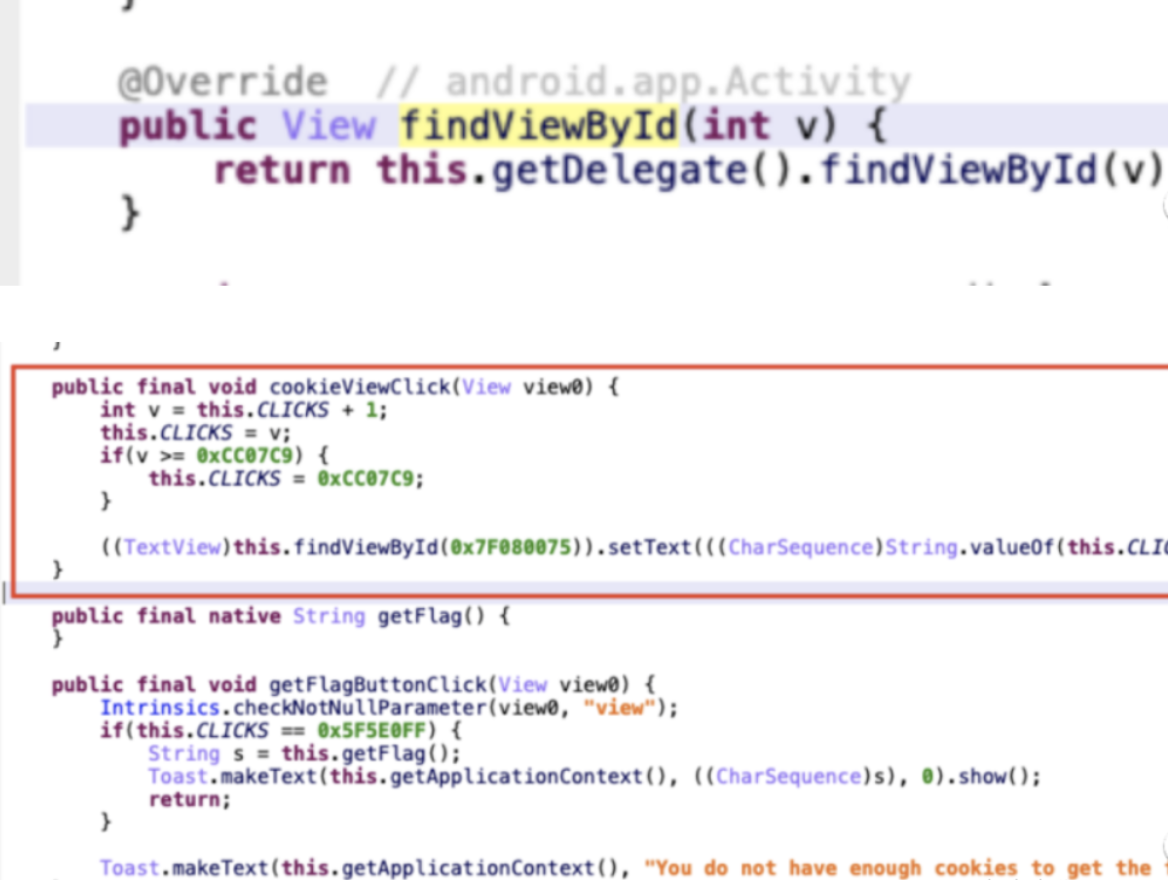 }
@Override  // android.app.Activity
public View findViewById(int v) {
return this.getDelegate().findViewById(v)
}
}
public final void cookieViewClick(View view0) {
int v = this.CLICKS + 1;
this.CLICKS = v;
if(v >= 0xCC07C9) {
this.CLICKS = 0xCC07C9;
}
((TextView)this.findViewById(0x7F080075)).setText(((CharSequence)String.valueOf(this.CLIC
}
public final native String getFlag() {
}
public final void getFlagButtonClick(View view0) {
Intrinsics.checkNotNullParameter(view0, "view");
if(this.CLICKS == 0x5F5E0FF) {
String s = this.getFlag();
Toast.makeText(this.getApplicationContext(), ((CharSequence)s), 0).show();
return;
}
Toast.makeText(this.getApplicationContext(), "You do not have enough cookies to get the